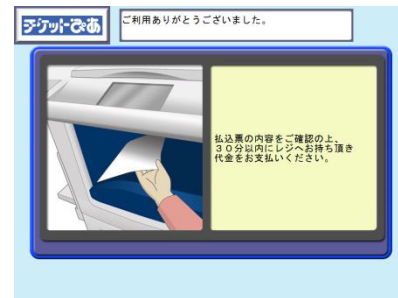 チケットぴあ
ご利用ありがとうございました。
払込票の内容をご確認の上、
３０分以内にレジへお持ち頂き
代金をお支払いください。